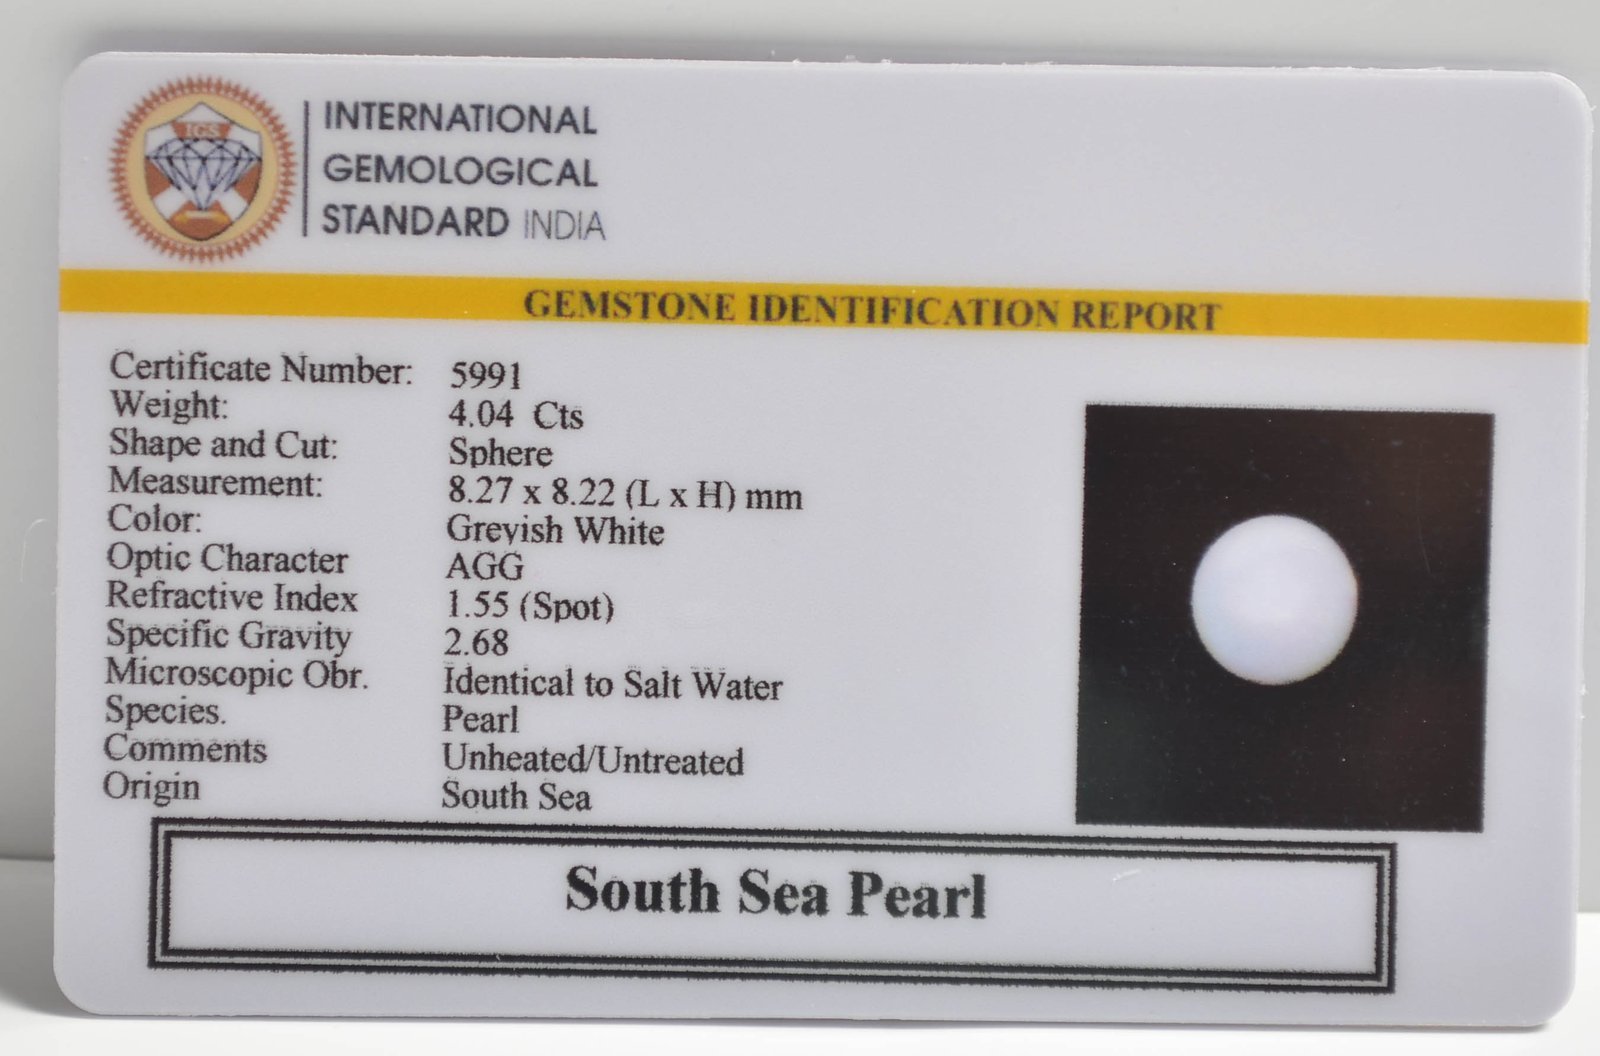 IGS
INTERNATIONAL
GEMOLOGICAL
STANDARD INDIA
GEMSTONE IDENTIFICATION REPORT
Certificate Number: 5991
Weight: 4.04 Cts
Shape and Cut: Sphere
Measurement: 8.27 x 8.22 (L x H) mm
Color: Greyish White
Optic Character AGG
Refractive Index 1.55 (Spot)
Specific Gravity 2.68
Microscopic Obr. Identical to Salt Water
Species. Pearl
Comments Unheated/Untreated
Origin South Sea
South Sea Pearl